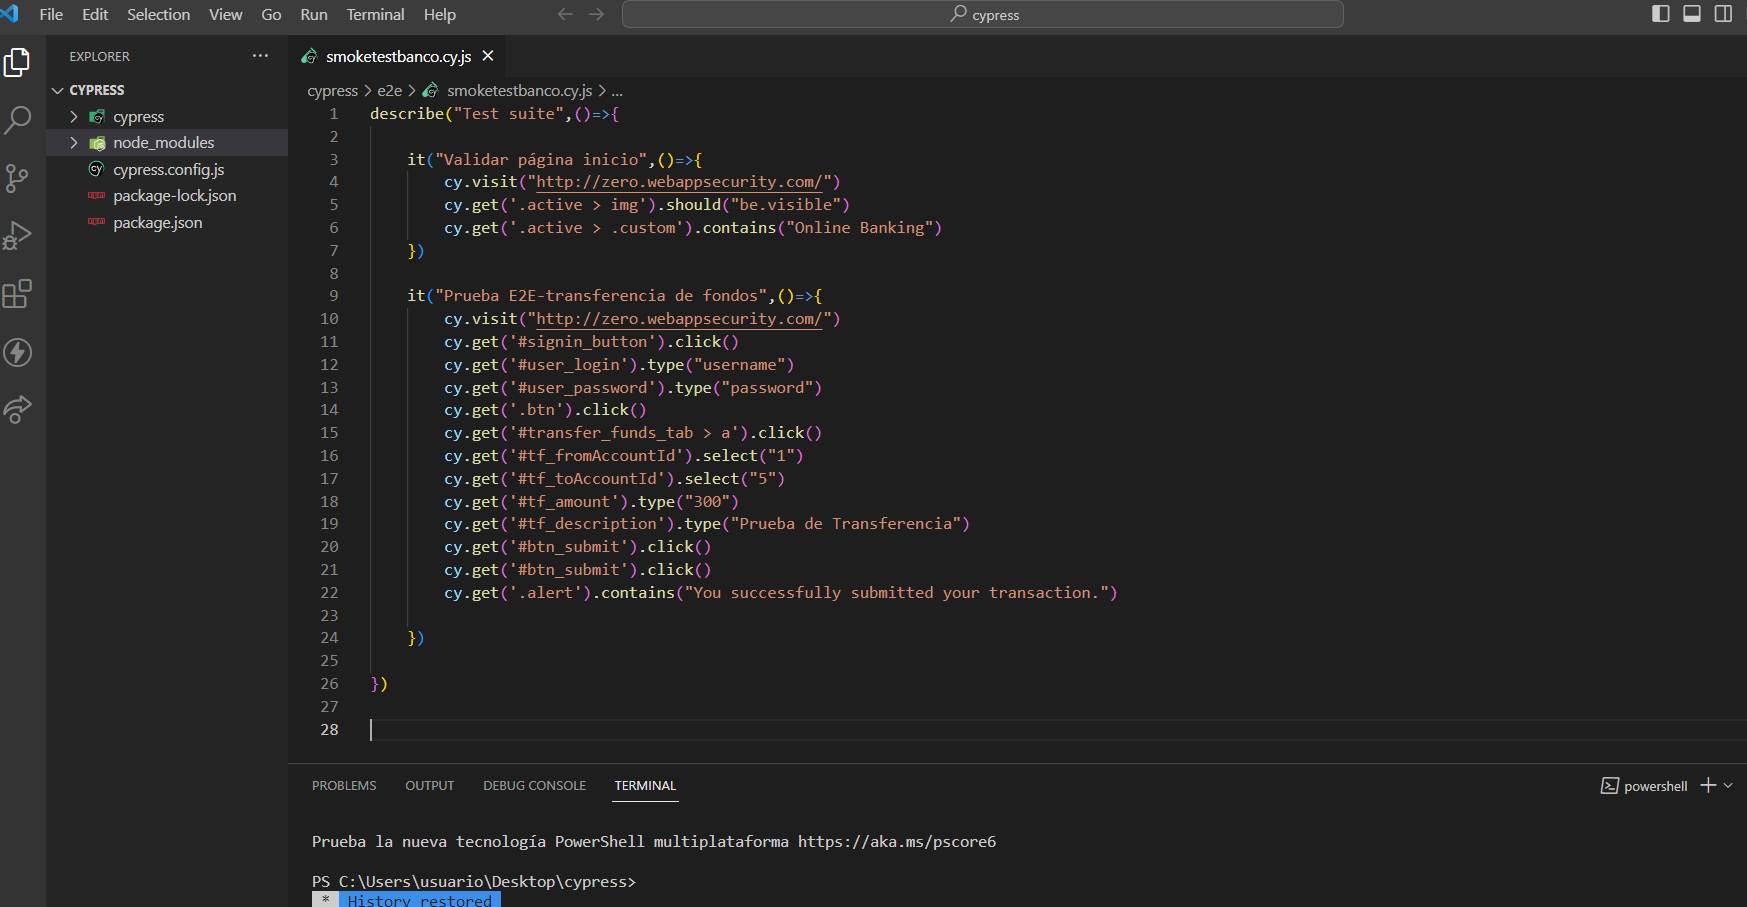 File Edit Selection View Go Run Terminal Help cypress
EXPLORER ···
CYPRESS
cypress
node_modules
cypress.config.js
package-lock.json
package.json
smoketestbanco.cy.js
cypress > e2e > smoketestbanco.cy.js > ...
1 describe("Test suite",()=>{
2
3 it("Validar página inicio",()=>{
4 cy.visit("http://zero.webappsecurity.com/")
5 cy.get('.active > img').should("be.visible")
6 cy.get('.active > .custom').contains("Online Banking")
7 })
8
9 it("Prueba E2E-transferencia de fondos",()=>{
10 cy.visit("http://zero.webappsecurity.com/")
11 cy.get('#signin_button').click()
12 cy.get('#user_login').type("username")
13 cy.get('#user_password').type("password")
14 cy.get('.btn').click()
15 cy.get('#transfer_funds_tab > a').click()
16 cy.get('#tf_fromAccountId').select("1")
17 cy.get('#tf_toAccountId').select("5")
18 cy.get('#tf_amount').type("300")
19 cy.get('#tf_description').type("Prueba de Transferencia")
20 cy.get('#btn_submit').click()
21 cy.get('#btn_submit').click()
22 cy.get('.alert').contains("You successfully submitted your transaction.")
23
24 })
25
26 })
27
28
PROBLEMS OUTPUT DEBUG CONSOLE TERMINAL powershell
Prueba la nueva tecnología PowerShell multiplataforma https://aka.ms/pscore6
PS C:\Users\usuario\Desktop\cypress>
* History restored